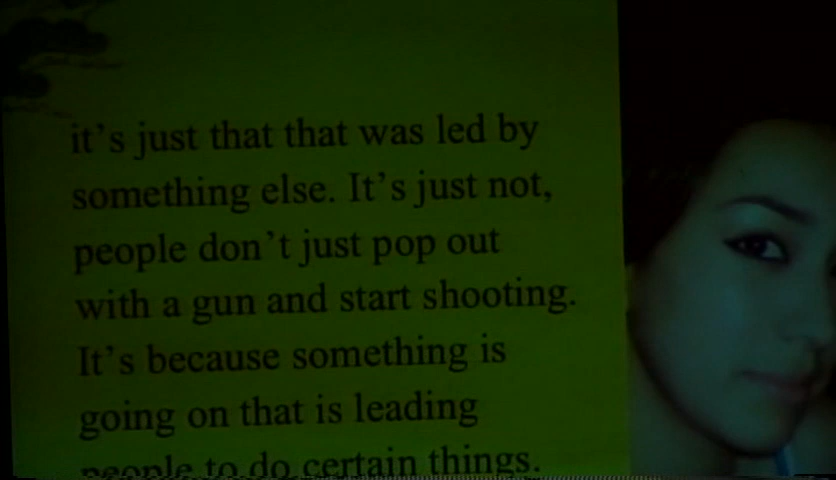 it's just that that was led by
something else. It's just not,
people don't just pop out
with a gun and start shooting.
It's because something is
going on that is leading
people to do certain things.